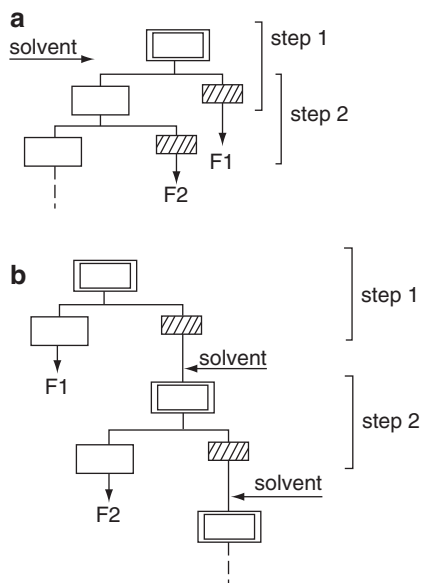 a
step 1
solvent
step 2
F1
F2
b
step 1
F1
solvent
step 2
F2
solvent